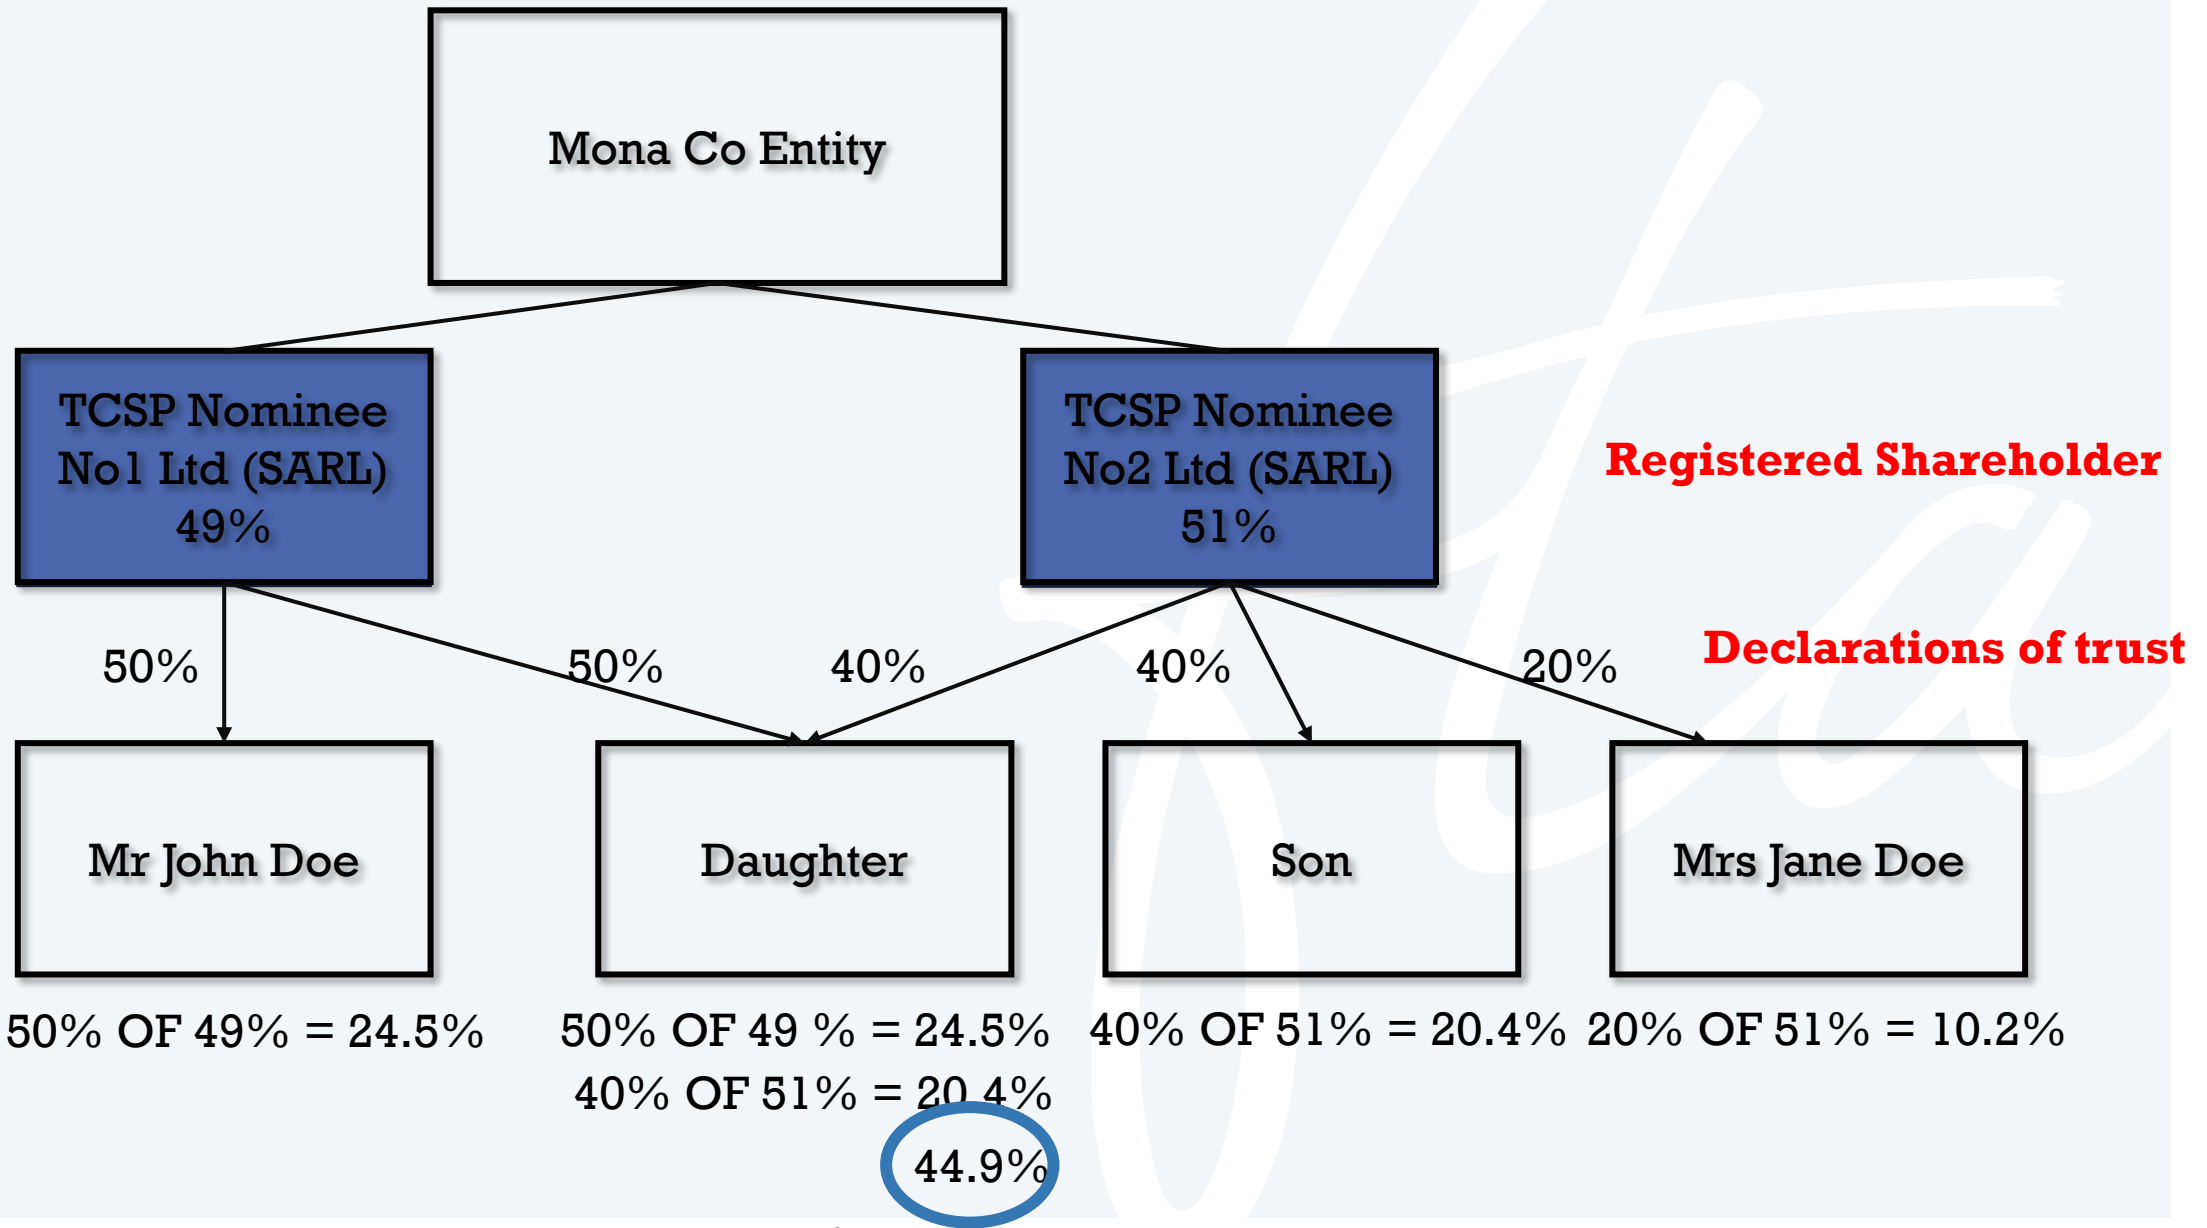 Mona Co Entity
TCSP Nominee
No1 Ltd (SARL)
49%
TCSP Nominee
No2 Ltd (SARL)
51%
Registered Shareholder
Declarations of trust
50%
50%
40%
40%
20%
Mr John Doe
Daughter
Son
Mrs Jane Doe
50% OF 49% = 24.5%
50% OF 49 % = 24.5%
40% OF 51% = 20.4%
44.9%
40% OF 51% = 20.4%
20% OF 51% = 10.2%